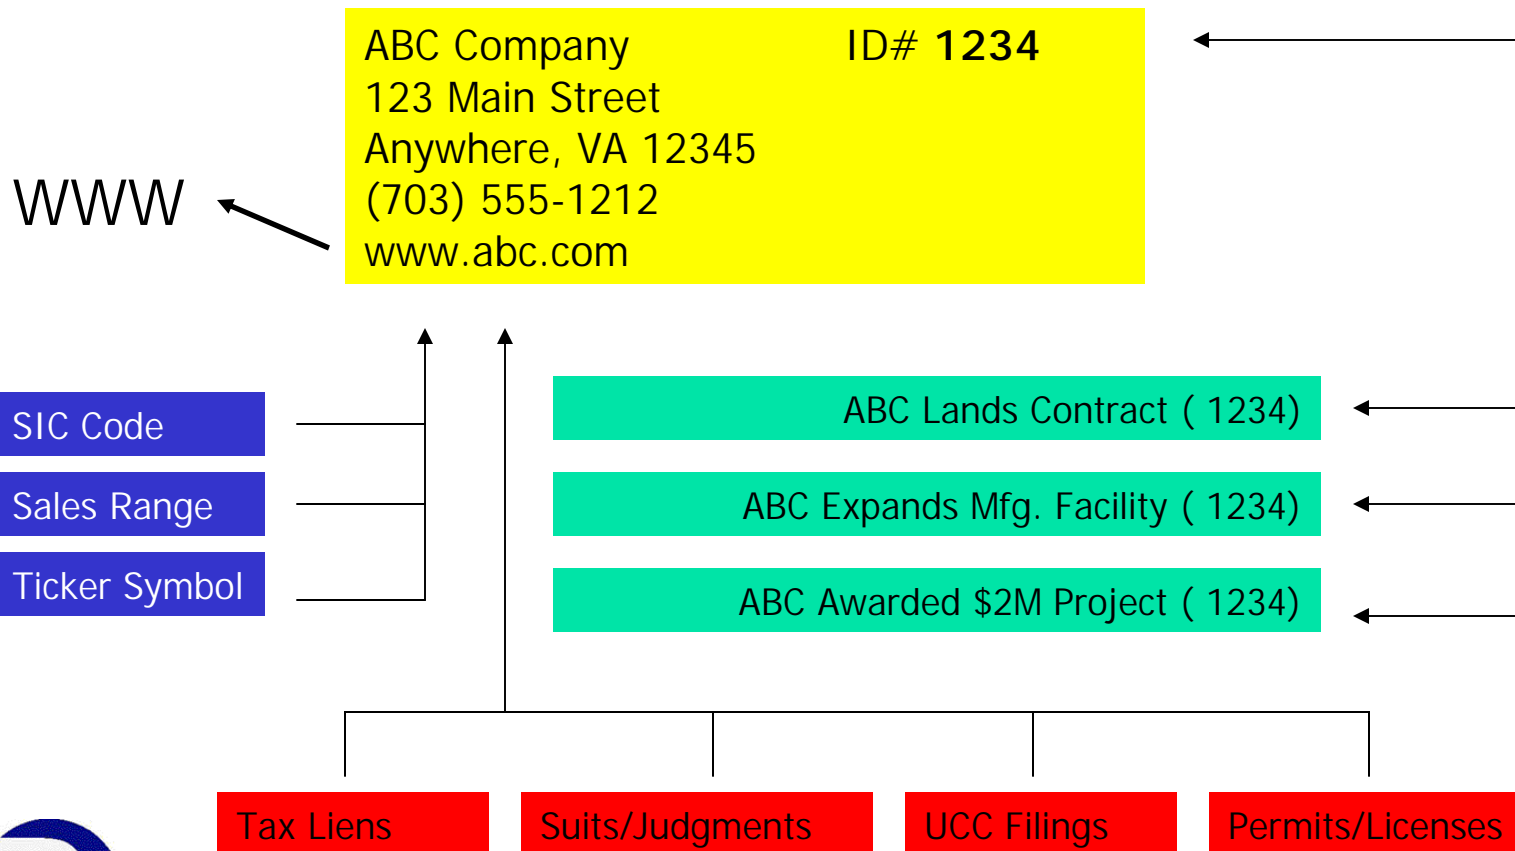 ABC Company ID# 1234
123 Main Street
Anywhere, VA 12345
(703) 555-1212
www.abc.com
WWW
SIC Code
Sales Range
Ticker Symbol
ABC Lands Contract ( 1234)
ABC Expands Mfg. Facility ( 1234)
ABC Awarded $2M Project ( 1234)
Tax Liens
Suits/Judgments
UCC Filings
Permits/Licenses